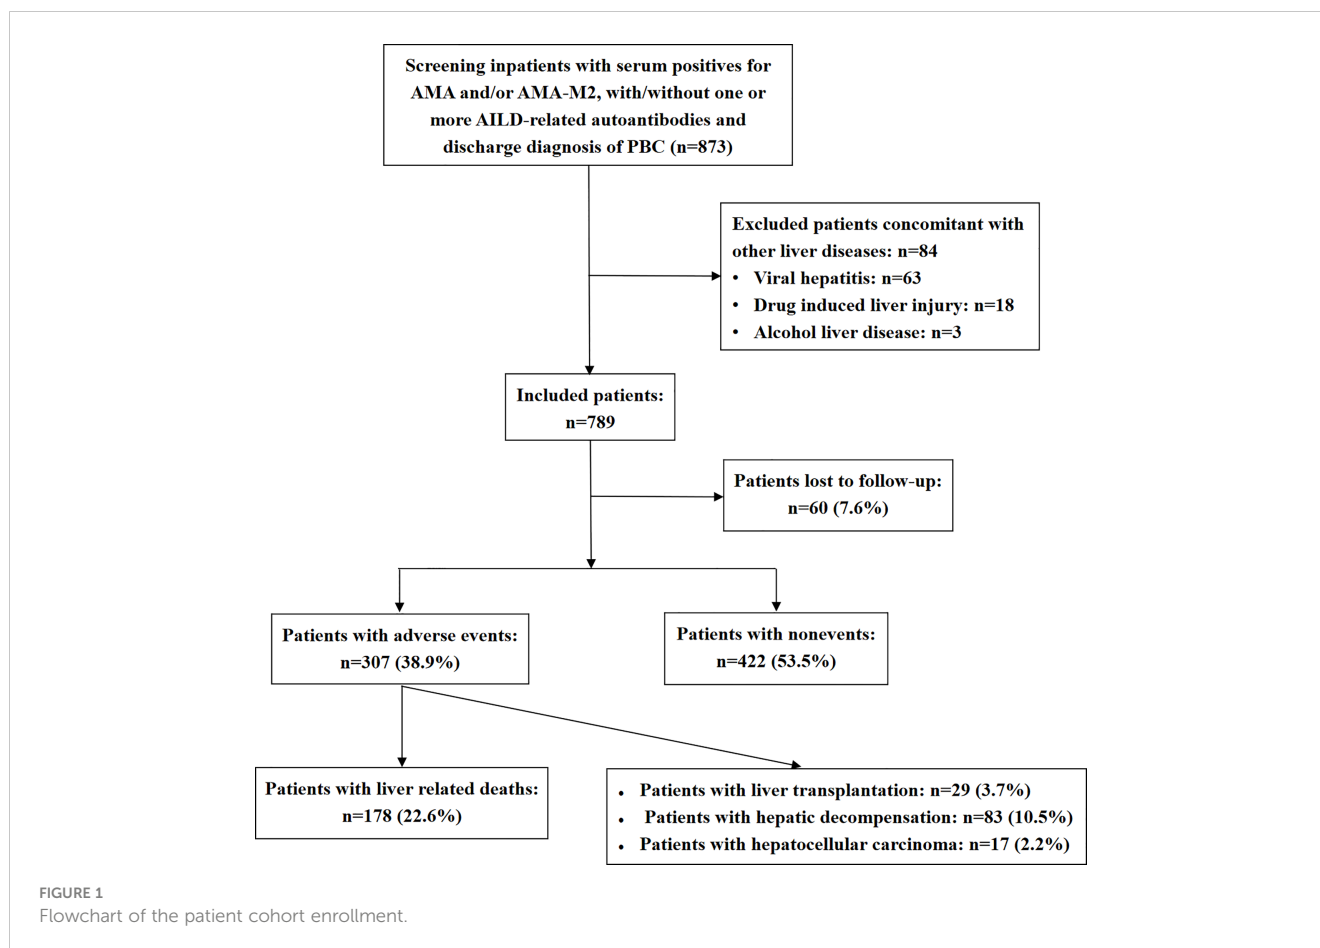 Screening inpatients with serum positives for
AMA and/or AMA-M2, with/without one or
more AILD-related autoantibodies and
discharge diagnosis of PBC (n=873)
Excluded patients concomitant with
other liver diseases: n=84
• Viral hepatitis: n=63
• Drug induced liver injury: n=18
• Alcohol liver disease: n=3
Included patients:
n=789
Patients lost to follow-up:
n=60 (7.6%)
Patients with adverse events:
n=307 (38.9%)
Patients with nonevents:
n=422 (53.5%)
Patients with liver related deaths:
n=178 (22.6%)
• Patients with liver transplantation: n=29 (3.7%)
• Patients with hepatic decompensation: n=83 (10.5%)
• Patients with hepatocellular carcinoma: n=17 (2.2%)
FIGURE 1
Flowchart of the patient cohort enrollment.